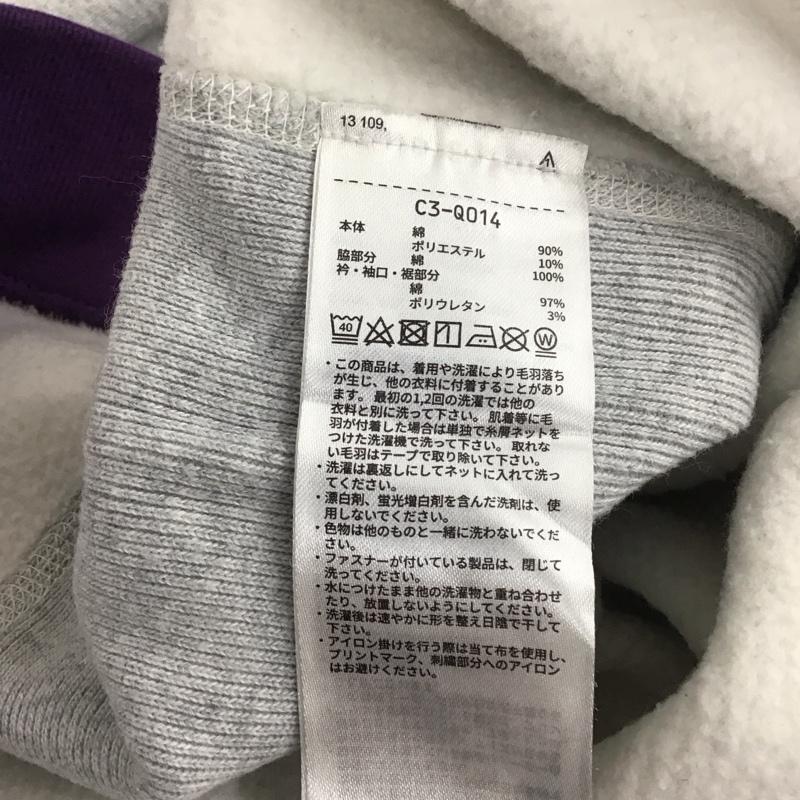 13 109,
C3-Q014
本体 綿 90%
ポリエステル 10%
脇部分 綿 100%
衿・袖口・裾部分
綿 97%
ポリウレタン 3%
40 W
・この商品は、着用や洗濯により毛羽落ち
が生じ、他の衣料に付着することがあり
ます。最初の1,2回の洗濯では他の
衣料と別に洗って下さい。肌着等に毛
羽が付着した場合は単独で糸屑ネットを
つけた洗濯機で洗って下さい。取れな
い毛羽はテープで取り除いて下さい。
・洗濯は裏返しにしてネットに入れて洗っ
てください。
・漂白剤、蛍光増白剤を含んだ洗剤は、使
用しないでください。
・色物は他のものと一緒に洗わないでくだ
さい。
・ファスナーが付いている製品は、閉じて
洗ってください。
・水につけたまま他の洗濯物と重ね合わせ
たり、放置しないようにしてください。
・洗濯後は速やかに形を整え日陰で干して
下さい。
・アイロン掛けを行う際は当て布を使用し、
プリントマーク、刺繍部分へのアイロン
はお避けください。